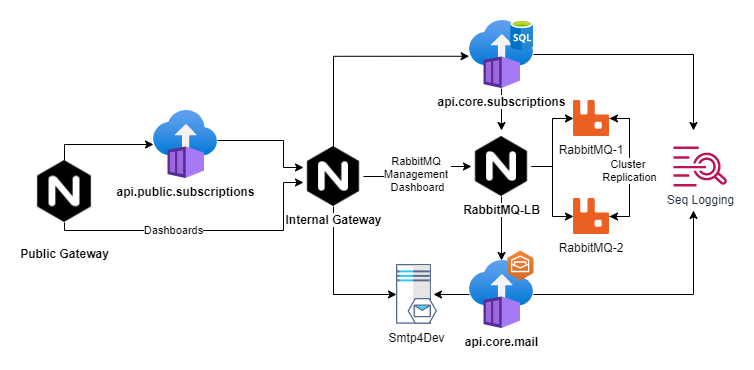 SQL
api.core.subscriptions
RabbitMQ-1
Cluster
Replication
RabbitMQ
Management
Dashboard
api.public.subscriptions
Internal Gateway
RabbitMQ-LB
Seq Logging
Dashboards
Public Gateway
RabbitMQ-2
Smtp4Dev
api.core.mail